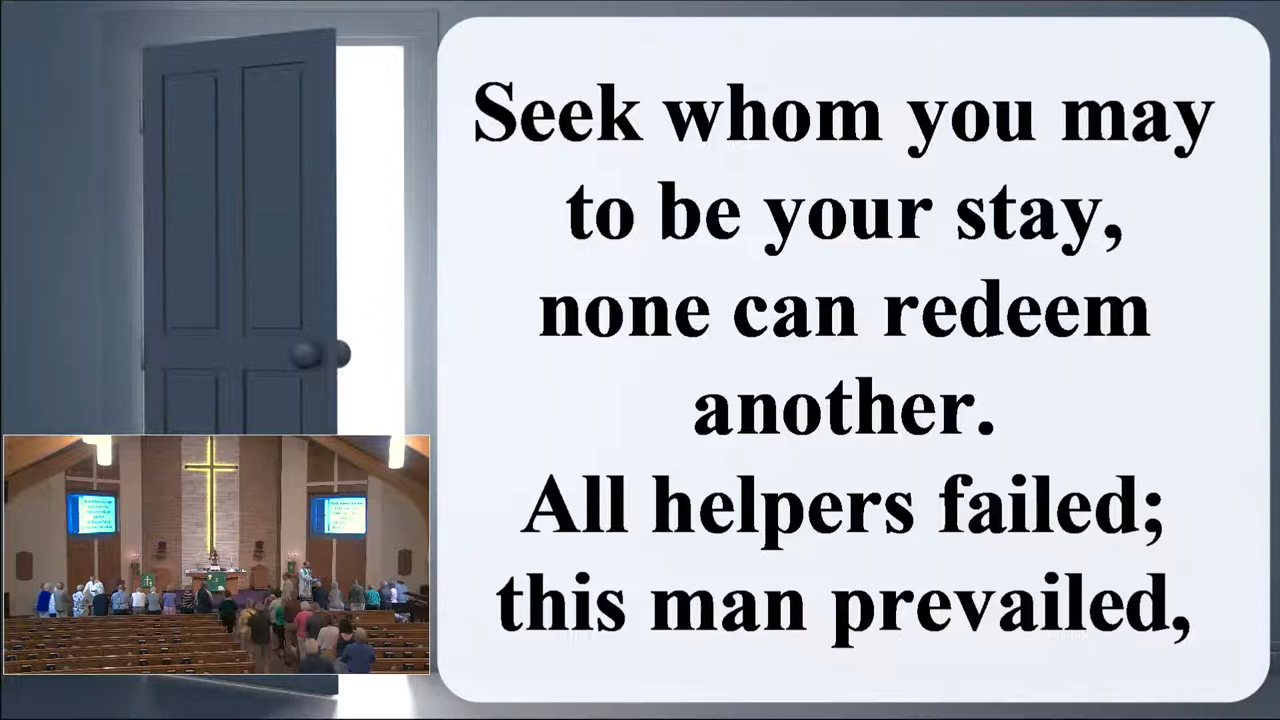 Seek whom you may
to be your stay,
none can redeem
another.
All helpers failed;
this man prevailed,